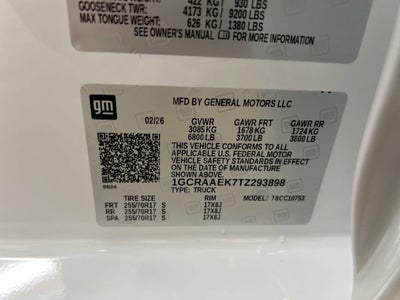 422 KG / 930 LBS
GOOSENECK TWR: 4173 KG / 9200 LBS
MAX TONGUE WEIGHT: 626 KG / 1380 LBS
SEE OWNER'S MANUAL FOR MORE INFORMATION
gm
MFD BY GENERAL MOTORS LLC
02/26 GVWR GAWR FRT GAWR RR
3085 KG 1678 KG 1724 KG
6800 LB 3700 LB 3800 LB
THIS VEHICLE CONFORMS TO ALL APPLICABLE
U.S. FEDERAL MOTOR VEHICLE
SAFETY STANDARDS IN EFFECT ON THE DATE OF
MANUFACTURE SHOWN ABOVE.
1GCRAAEK7TZ293898
TYPE: TRUCK MODEL:
TIRE SIZE RIM
FRT 255/70R17 S 17X8J
RR 255/70R17 S 17X8J
SPA 255/70R17 S 17X8J